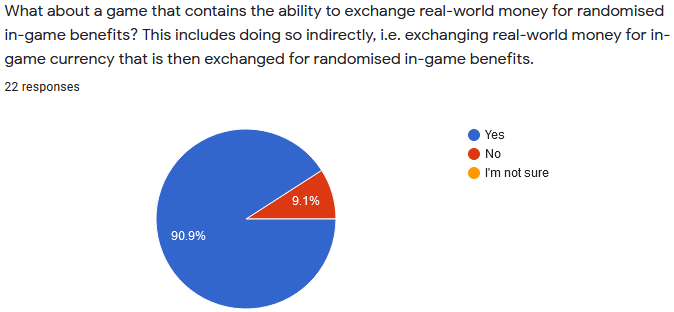 What about a game that contains the ability to exchange real-world money for randomised
in-game benefits? This includes doing so indirectly, i.e. exchanging real-world money for in-
game currency that is then exchanged for randomised in-game benefits.
22 responses
Yes
No
I'm not sure
9.1%
90.9%